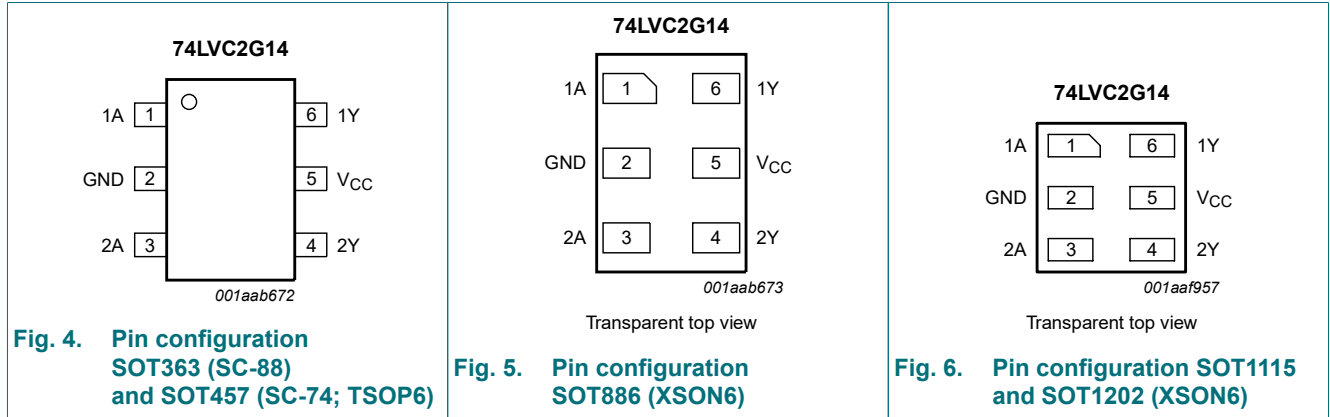 74LVC2G14
1A 1 6 1Y
GND 2 5 VCC
2A 3 4 2Y
001aab672
Fig. 4. Pin configuration
SOT363 (SC-88)
and SOT457 (SC-74; TSOP6)
74LVC2G14
1A 1 6 1Y
GND 2 5 VCC
2A 3 4 2Y
001aab673
Transparent top view
Fig. 5. Pin configuration
SOT886 (XSON6)
74LVC2G14
1A 1 6 1Y
GND 2 5 VCC
2A 3 4 2Y
001aaf957
Transparent top view
Fig. 6. Pin configuration SOT1115
and SOT1202 (XSON6)